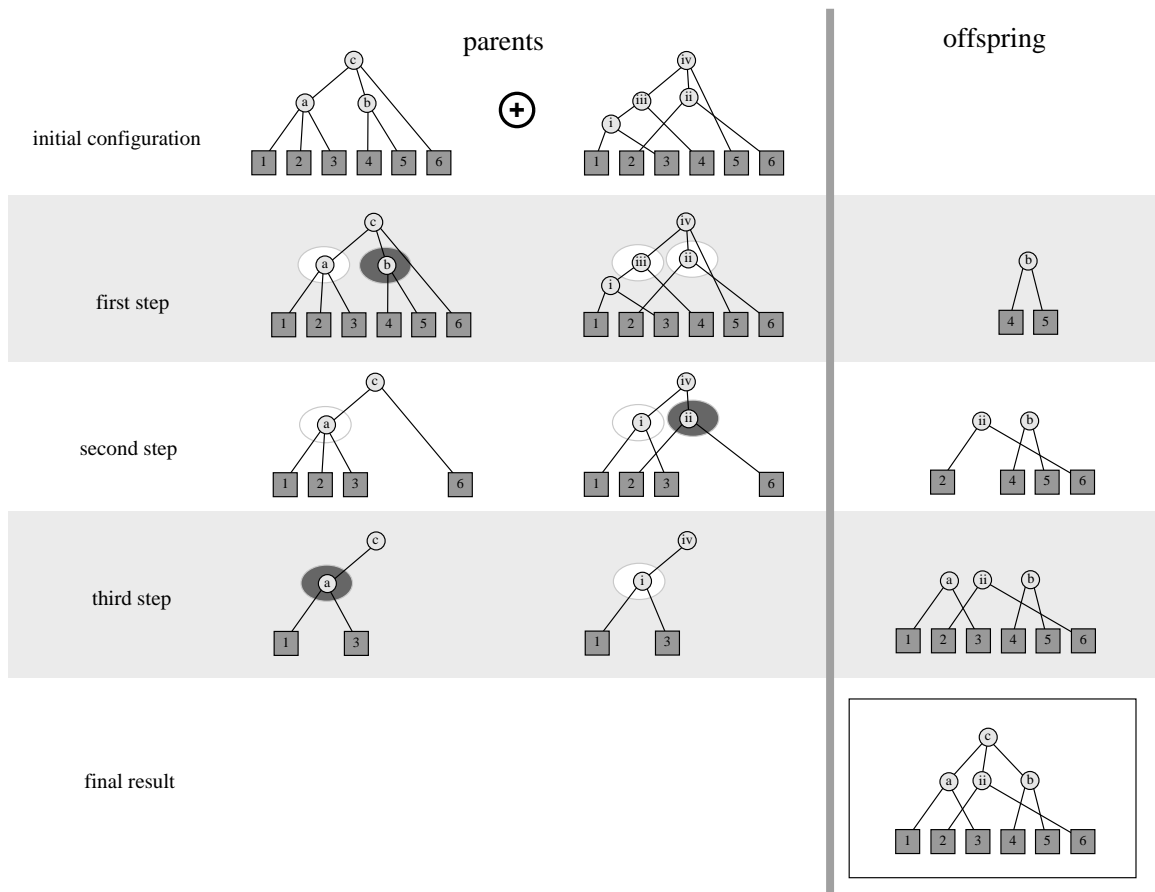 parents
offspring
c
iv
a
b
iii
ii
i
initial configuration
1 2 3 4 5 6
1 2 3 4 5 6
c
iv
a
b
iii
ii
b
i
first step
1 2 3 4 5 6
1 2 3 4 5 6
4 5
c
iv
a
i
ii
ii
b
second step
1 2 3 6
1 2 3 6
2 4 5 6
c
iv
a
i
a
ii
b
third step
1 3
1 3
1 2 3 4 5 6
c
final result
a
ii
b
1 2 3 4 5 6